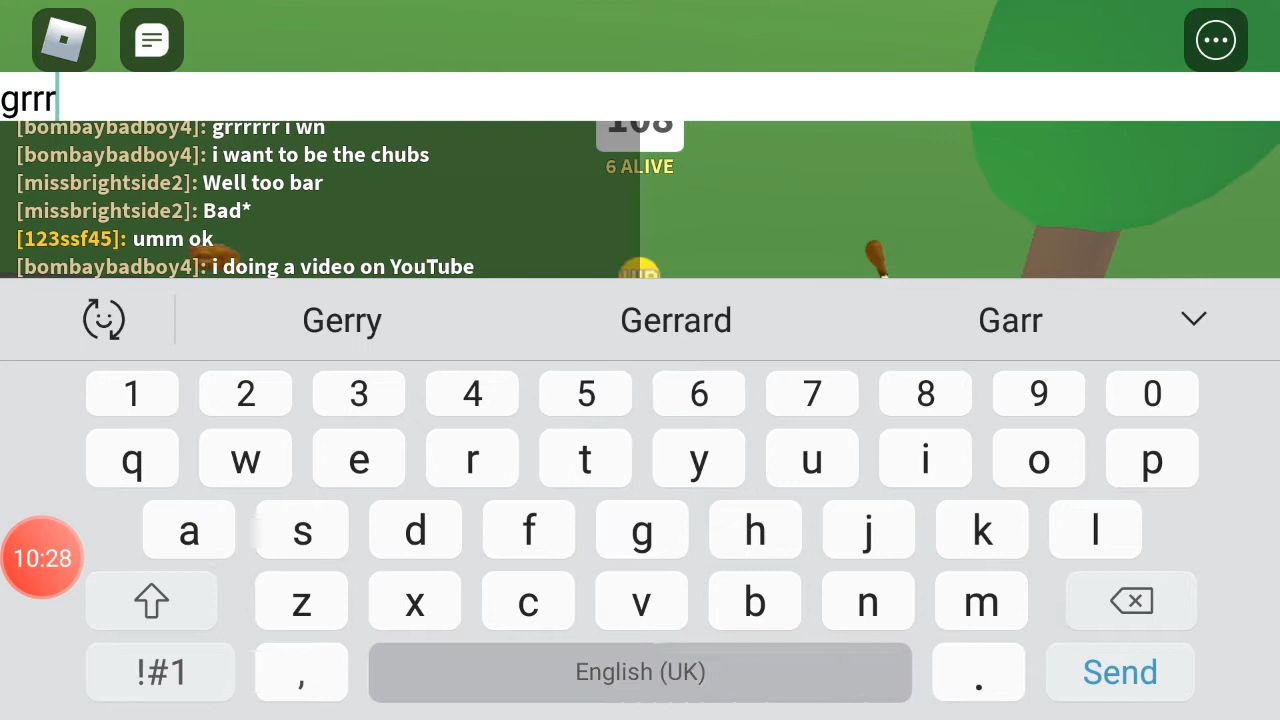 grrr
[bombaybadboy4]: grrrrrr i wn
[bombaybadboy4]: i want to be the chubs
[missbrightside2]: Well too bar
[missbrightside2]: Bad*
[123ssf45]: umm ok
[bombaybadboy4]: i doing a video on YouTube
108
6 ALIVE
Gerry Gerrard Garr
1 2 3 4 5 6 7 8 9 0
q w e r t y u i o p
a s d f g h j k l
10:28
z x c v b n m
!#1 , English (UK) . Send